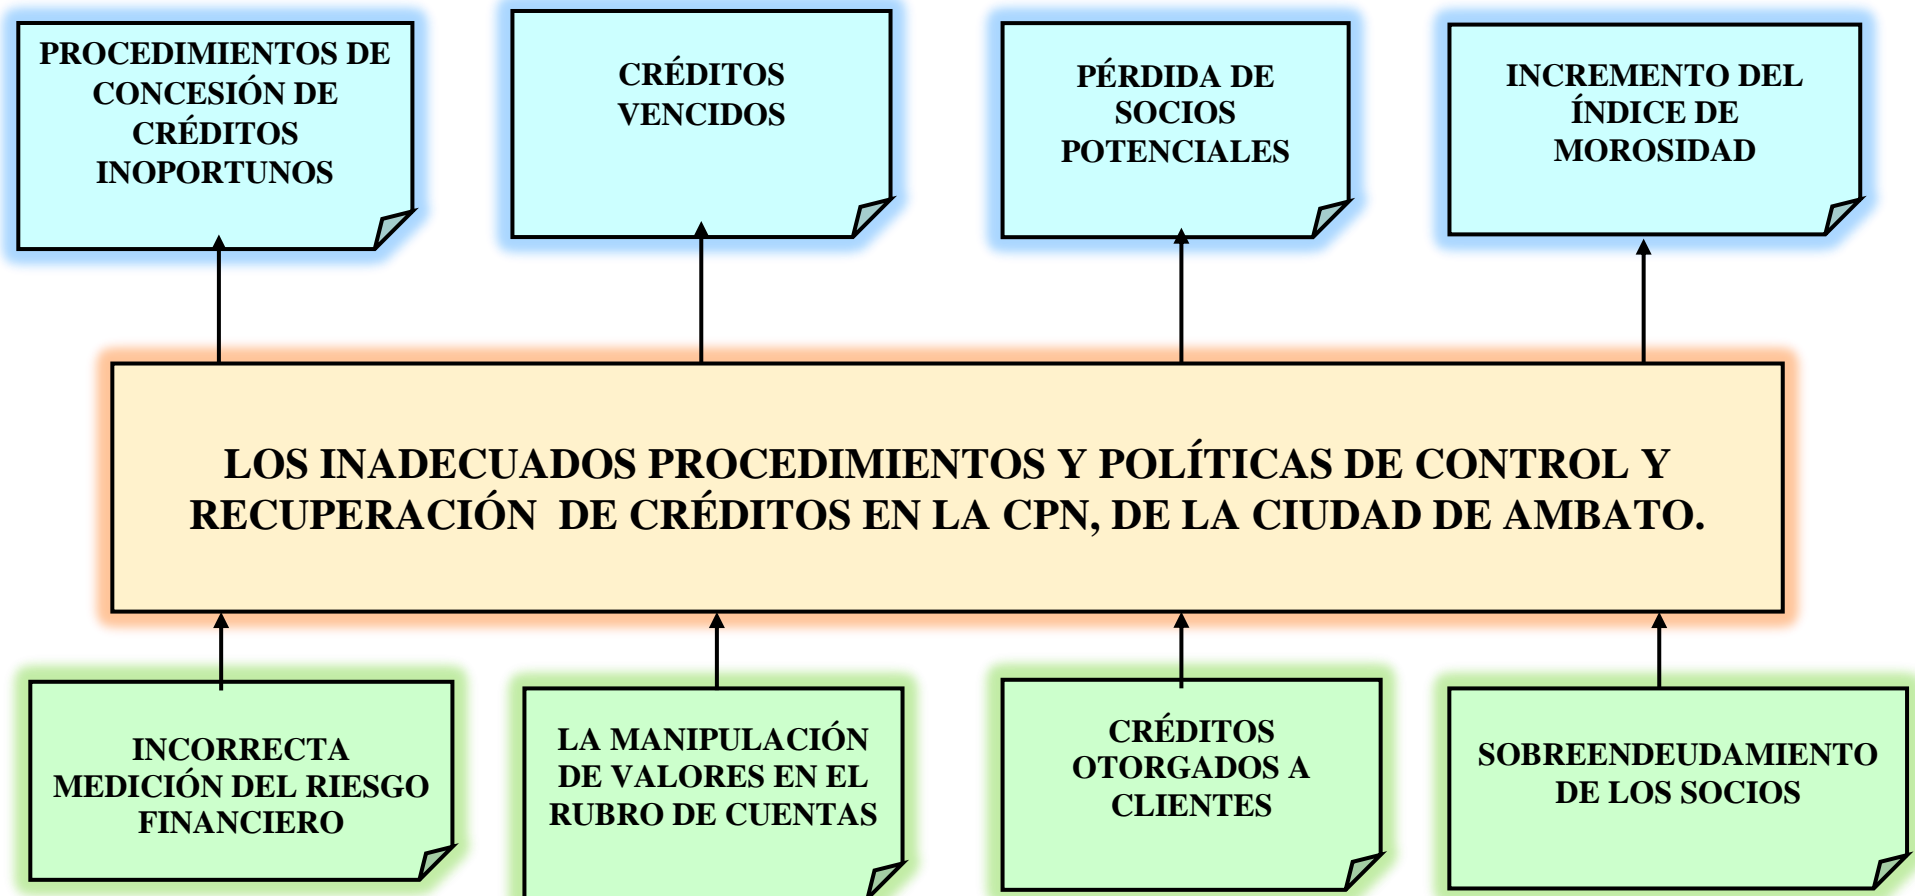 PROCEDIMIENTOS DE
CONCESIÓN DE
CRÉDITOS
INOPORTUNOS
CRÉDITOS
VENCIDOS
PÉRDIDA DE
SOCIOS
POTENCIALES
INCREMENTO DEL
ÍNDICE DE
MOROSIDAD
LOS INADECUADOS PROCEDIMIENTOS Y POLÍTICAS DE CONTROL Y
RECUPERACIÓN DE CRÉDITOS EN LA CPN, DE LA CIUDAD DE AMBATO.
INCORRECTA
MEDICIÓN DEL RIESGO
FINANCIERO
LA MANIPULACIÓN
DE VALORES EN EL
RUBRO DE CUENTAS
CRÉDITOS
OTORGADOS A
CLIENTES
SOBREENDEUDAMIENTO
DE LOS SOCIOS